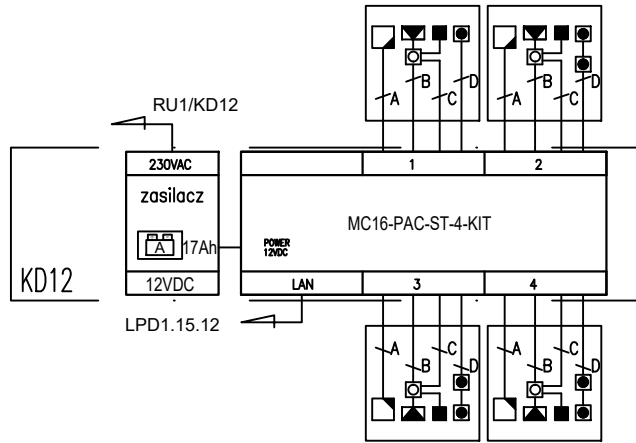 A
B
C
D
A
B
C
D
RU1/KD12
230VAC
1
2
zasilacz
MC16-PAC-ST-4-KIT
A
17Ah
POWER
12VDC
KD12
12VDC
LAN
3
4
LPD1.15.12
A
B
C
D
A
B
C
D